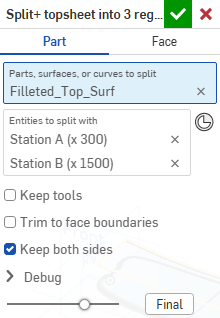 Split+ topsheet into 3 reg...
Part Face
Parts, surfaces, or curves to split
Filleted_Top_Surf
Entities to split with
Station A (x 300)
Station B (x 1500)
Keep tools
Trim to face boundaries
Keep both sides
Debug
Final